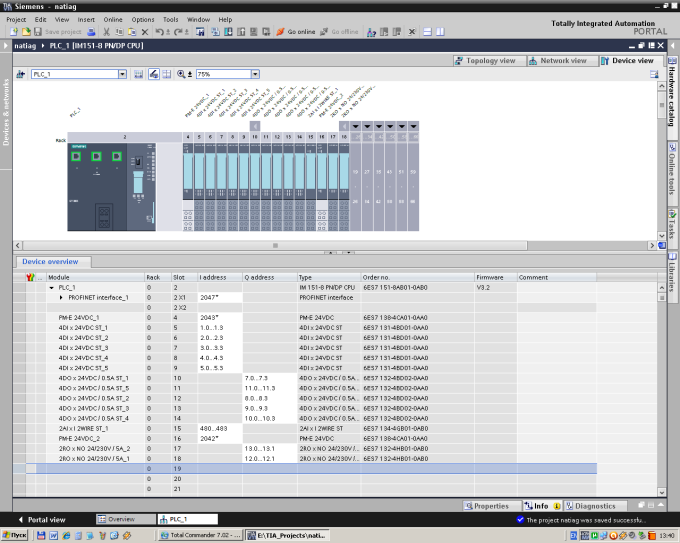 Siemens - natiag
Project Edit View Insert Online Options Tools Window Help
Totally Integrated Automation
PORTAL
Save project
Go online
Go offline
natiag ▸ PLC_1 [IM151-8 PN/DP CPU]
Topology view
Network view
Device view
PLC_1
75%
Devices & networks
Hardware catalog
Online tools
Tasks
Libraries
PLC_1
Rack
2 4 5 6 7 8 9 10 11 12 13 14 15 16 17 18
Device overview
Module Rack Slot I address Q address Type Order no. Firmware Comment
PLC_1 0 2 IM 151-8 PN/DP CPU 6ES7 151-8AB01-0AB0 V3.2
PROFINET interface_1 0 2 X1 2047* PROFINET interface
0 2 X2
PM-E 24VDC_1 0 4 2043* PM-E 24VDC 6ES7 138-4CA01-0AA0
4DI x 24VDC ST_1 0 5 1.0...1.3 4DI x 24VDC ST 6ES7 131-4BD01-0AA0
4DI x 24VDC ST_2 0 6 2.0...2.3 4DI x 24VDC ST 6ES7 131-4BD01-0AA0
4DI x 24VDC ST_3 0 7 3.0...3.3 4DI x 24VDC ST 6ES7 131-4BD01-0AA0
4DI x 24VDC ST_4 0 8 4.0...4.3 4DI x 24VDC ST 6ES7 131-4BD01-0AA0
4DI x 24VDC ST_5 0 9 5.0...5.3 4DI x 24VDC ST 6ES7 131-4BD01-0AA0
4DO x 24VDC / 0.5A ST_1 0 10 7.0...7.3 4DO x 24VDC / 0.5A... 6ES7 132-4BD02-0AA0
4DO x 24VDC / 0.5A ST_5 0 11 11.0...11.3 4DO x 24VDC / 0.5A... 6ES7 132-4BD02-0AA0
4DO x 24VDC / 0.5A ST_2 0 12 8.0...8.3 4DO x 24VDC / 0.5A... 6ES7 132-4BD02-0AA0
4DO x 24VDC / 0.5A ST_3 0 13 9.0...9.3 4DO x 24VDC / 0.5A... 6ES7 132-4BD02-0AA0
4DO x 24VDC / 0.5A ST_4 0 14 10.0...10.3 4DO x 24VDC / 0.5A... 6ES7 132-4BD02-0AA0
2AI x I 2WIRE ST_1 0 15 480...483 2AI x I 2WIRE ST 6ES7 134-4GB01-0AB0
PM-E 24VDC_2 0 16 2042* PM-E 24VDC 6ES7 138-4CA01-0AA0
2RO x NO 24/230V / 5A_2 0 17 13.0...13.1 2RO x NO 24/230V /... 6ES7 132-4HB01-0AB0
2RO x NO 24/230V / 5A_1 0 18 12.0...12.1 2RO x NO 24/230V /... 6ES7 132-4HB01-0AB0
0 19
0 20
0 21
Properties
Info
Diagnostics
Portal view
Overview
PLC_1
The project natiag was saved successfu...
Пуск
Total Commander 7.02 - ...
E:\TIA_Projects\nati...
13:40